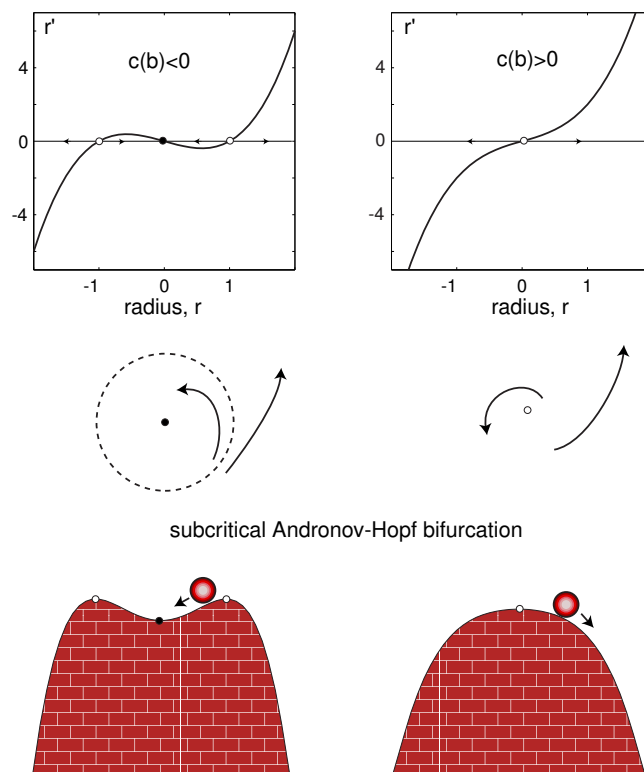 r'
c(b)<0
4
0
-4
-1 0 1
radius, r
r'
c(b)>0
4
0
-4
-1 0 1
radius, r
subcritical Andronov-Hopf bifurcation